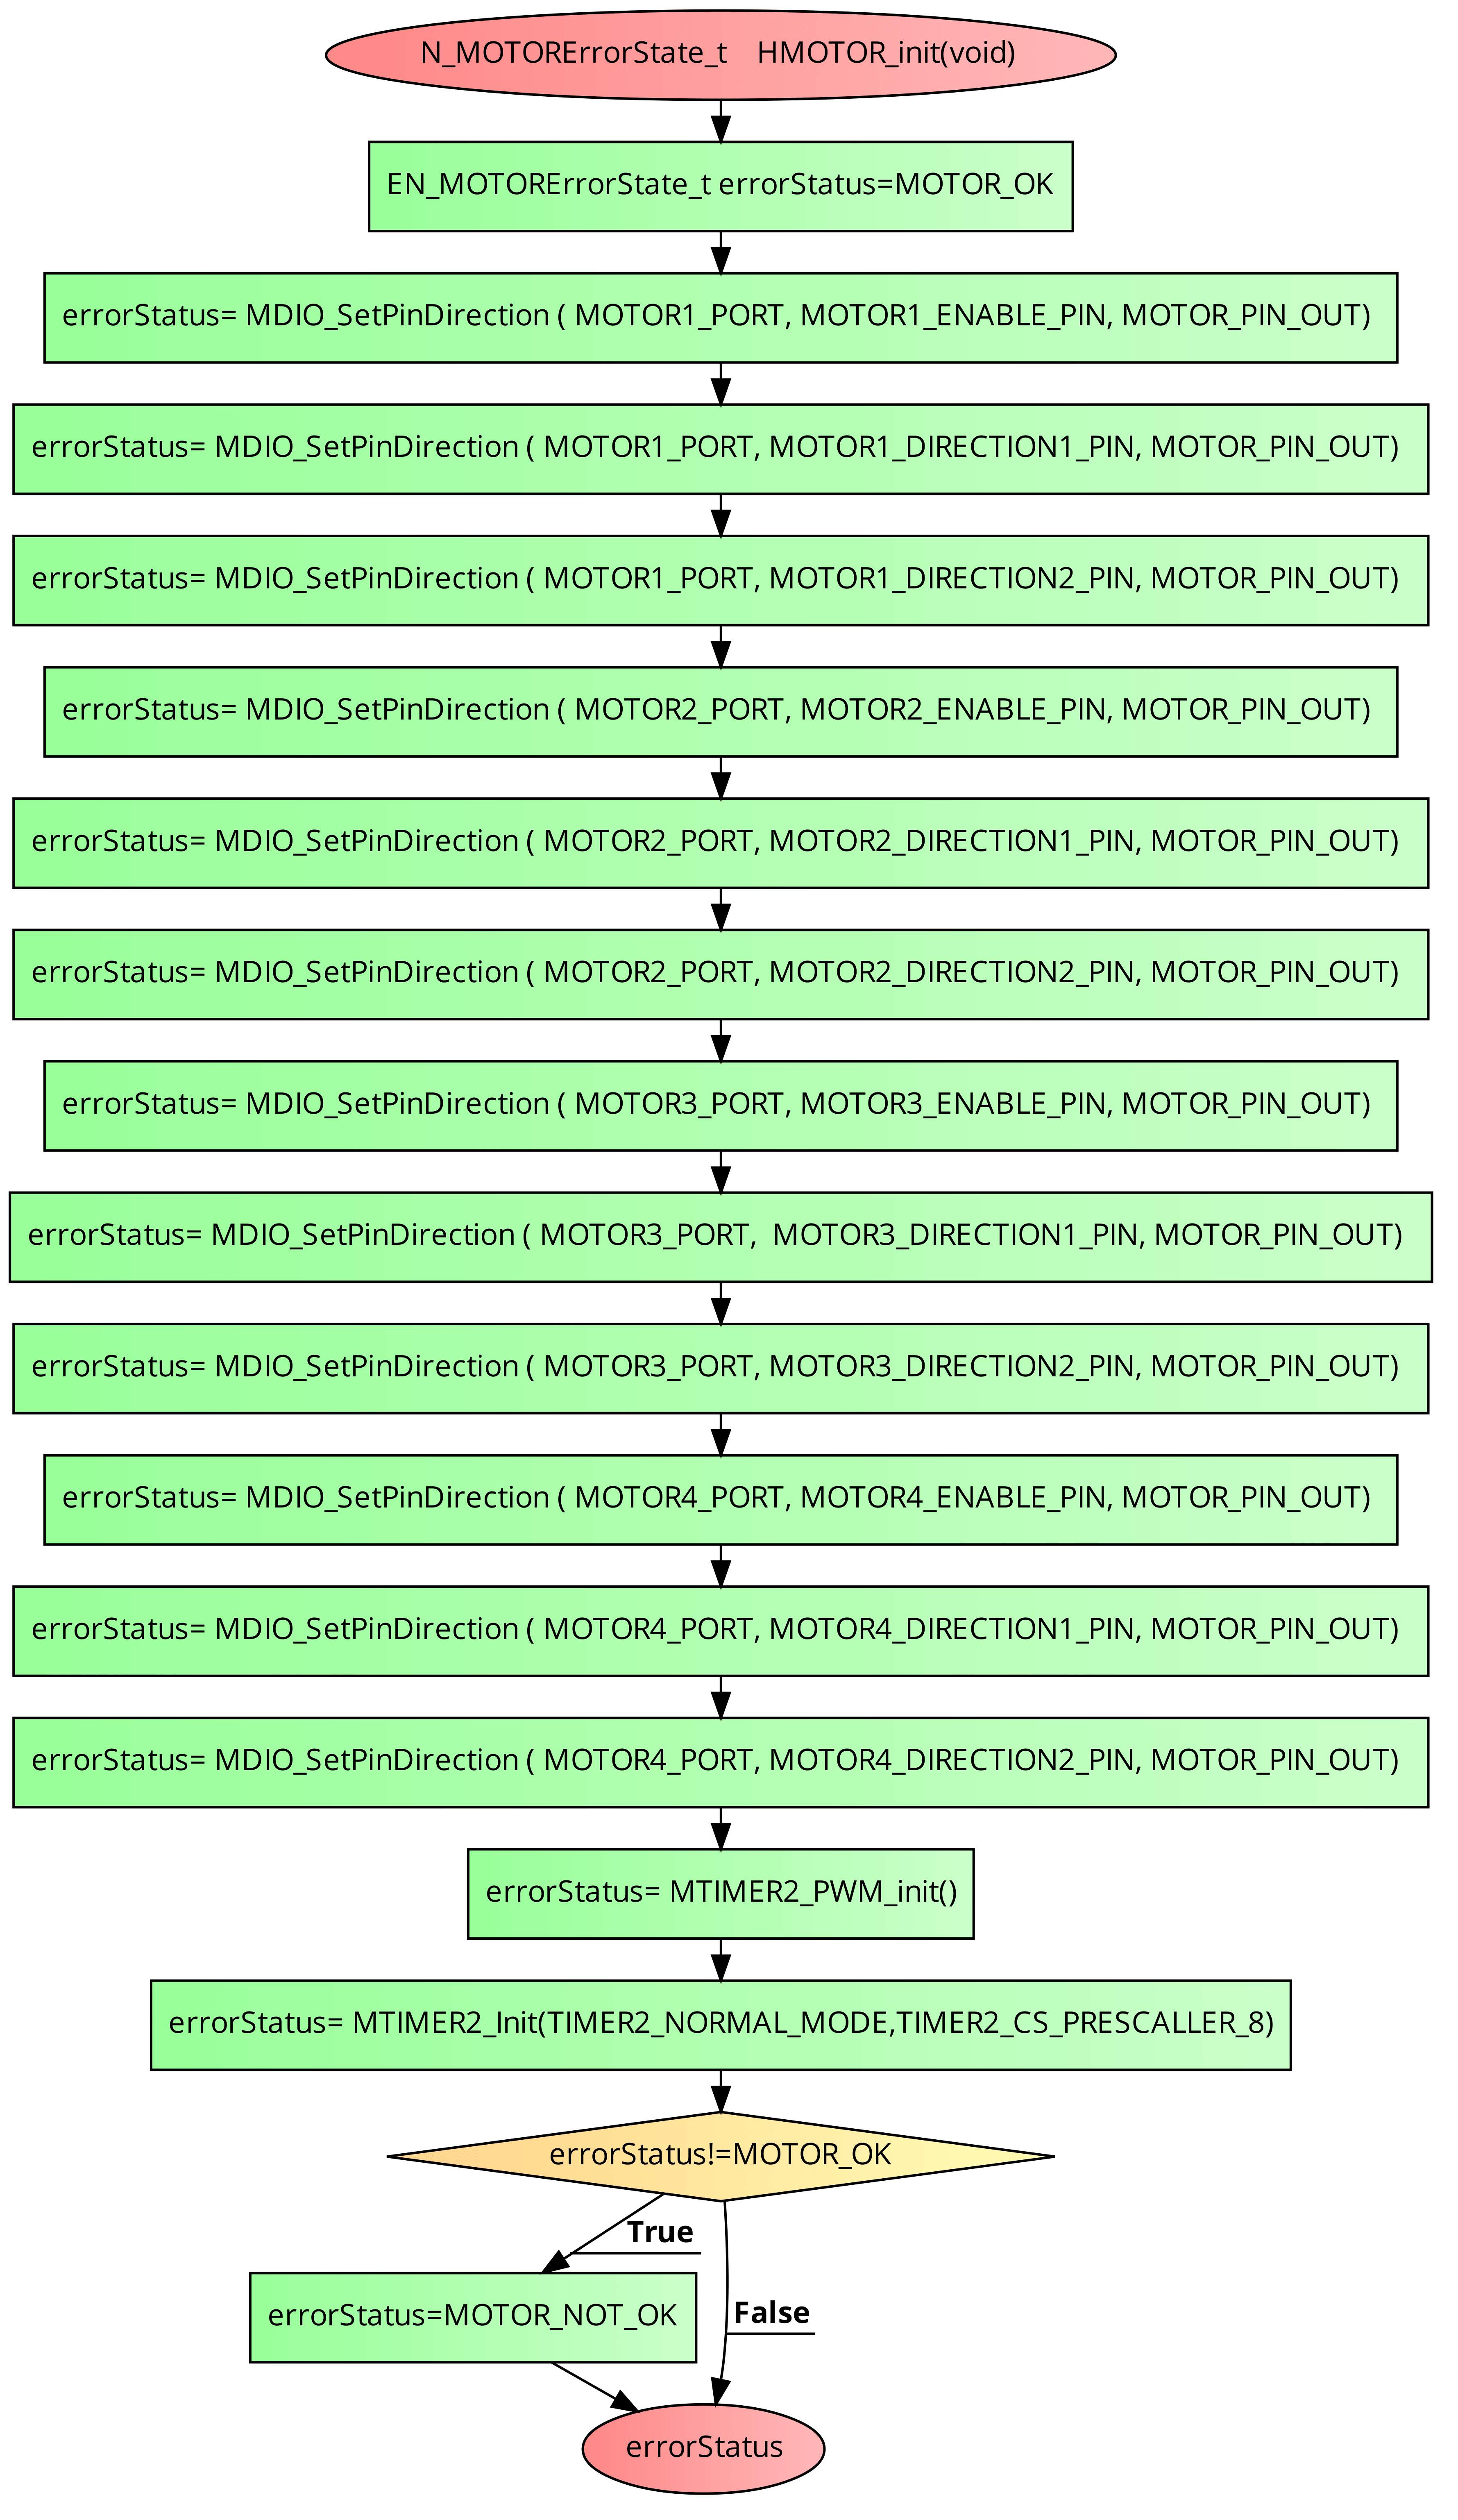 N_MOTORErrorState_t    HMOTOR_init(void)
EN_MOTORErrorState_t errorStatus=MOTOR_OK
errorStatus= MDIO_SetPinDirection ( MOTOR1_PORT, MOTOR1_ENABLE_PIN, MOTOR_PIN_OUT)
errorStatus= MDIO_SetPinDirection ( MOTOR1_PORT, MOTOR1_DIRECTION1_PIN, MOTOR_PIN_OUT)
errorStatus= MDIO_SetPinDirection ( MOTOR1_PORT, MOTOR1_DIRECTION2_PIN, MOTOR_PIN_OUT)
errorStatus= MDIO_SetPinDirection ( MOTOR2_PORT, MOTOR2_ENABLE_PIN, MOTOR_PIN_OUT)
errorStatus= MDIO_SetPinDirection ( MOTOR2_PORT, MOTOR2_DIRECTION1_PIN, MOTOR_PIN_OUT)
errorStatus= MDIO_SetPinDirection ( MOTOR2_PORT, MOTOR2_DIRECTION2_PIN, MOTOR_PIN_OUT)
errorStatus= MDIO_SetPinDirection ( MOTOR3_PORT, MOTOR3_ENABLE_PIN, MOTOR_PIN_OUT)
errorStatus= MDIO_SetPinDirection ( MOTOR3_PORT,  MOTOR3_DIRECTION1_PIN, MOTOR_PIN_OUT)
errorStatus= MDIO_SetPinDirection ( MOTOR3_PORT, MOTOR3_DIRECTION2_PIN, MOTOR_PIN_OUT)
errorStatus= MDIO_SetPinDirection ( MOTOR4_PORT, MOTOR4_ENABLE_PIN, MOTOR_PIN_OUT)
errorStatus= MDIO_SetPinDirection ( MOTOR4_PORT, MOTOR4_DIRECTION1_PIN, MOTOR_PIN_OUT)
errorStatus= MDIO_SetPinDirection ( MOTOR4_PORT, MOTOR4_DIRECTION2_PIN, MOTOR_PIN_OUT)
errorStatus= MTIMER2_PWM_init()
errorStatus= MTIMER2_Init(TIMER2_NORMAL_MODE,TIMER2_CS_PRESCALLER_8)
errorStatus!=MOTOR_OK
True
errorStatus=MOTOR_NOT_OK
False
errorStatus